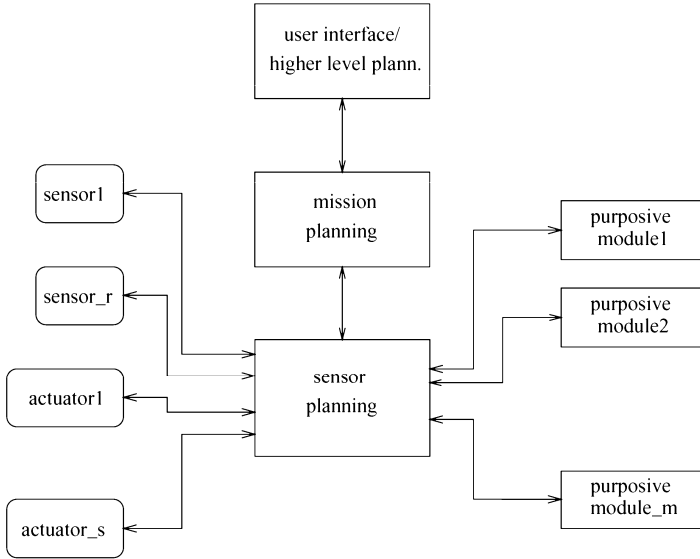 user interface/
higher level plann.
mission
planning
sensor1
sensor_r
actuator1
actuator_s
sensor
planning
purposive
module1
purposive
module2
purposive
module_m